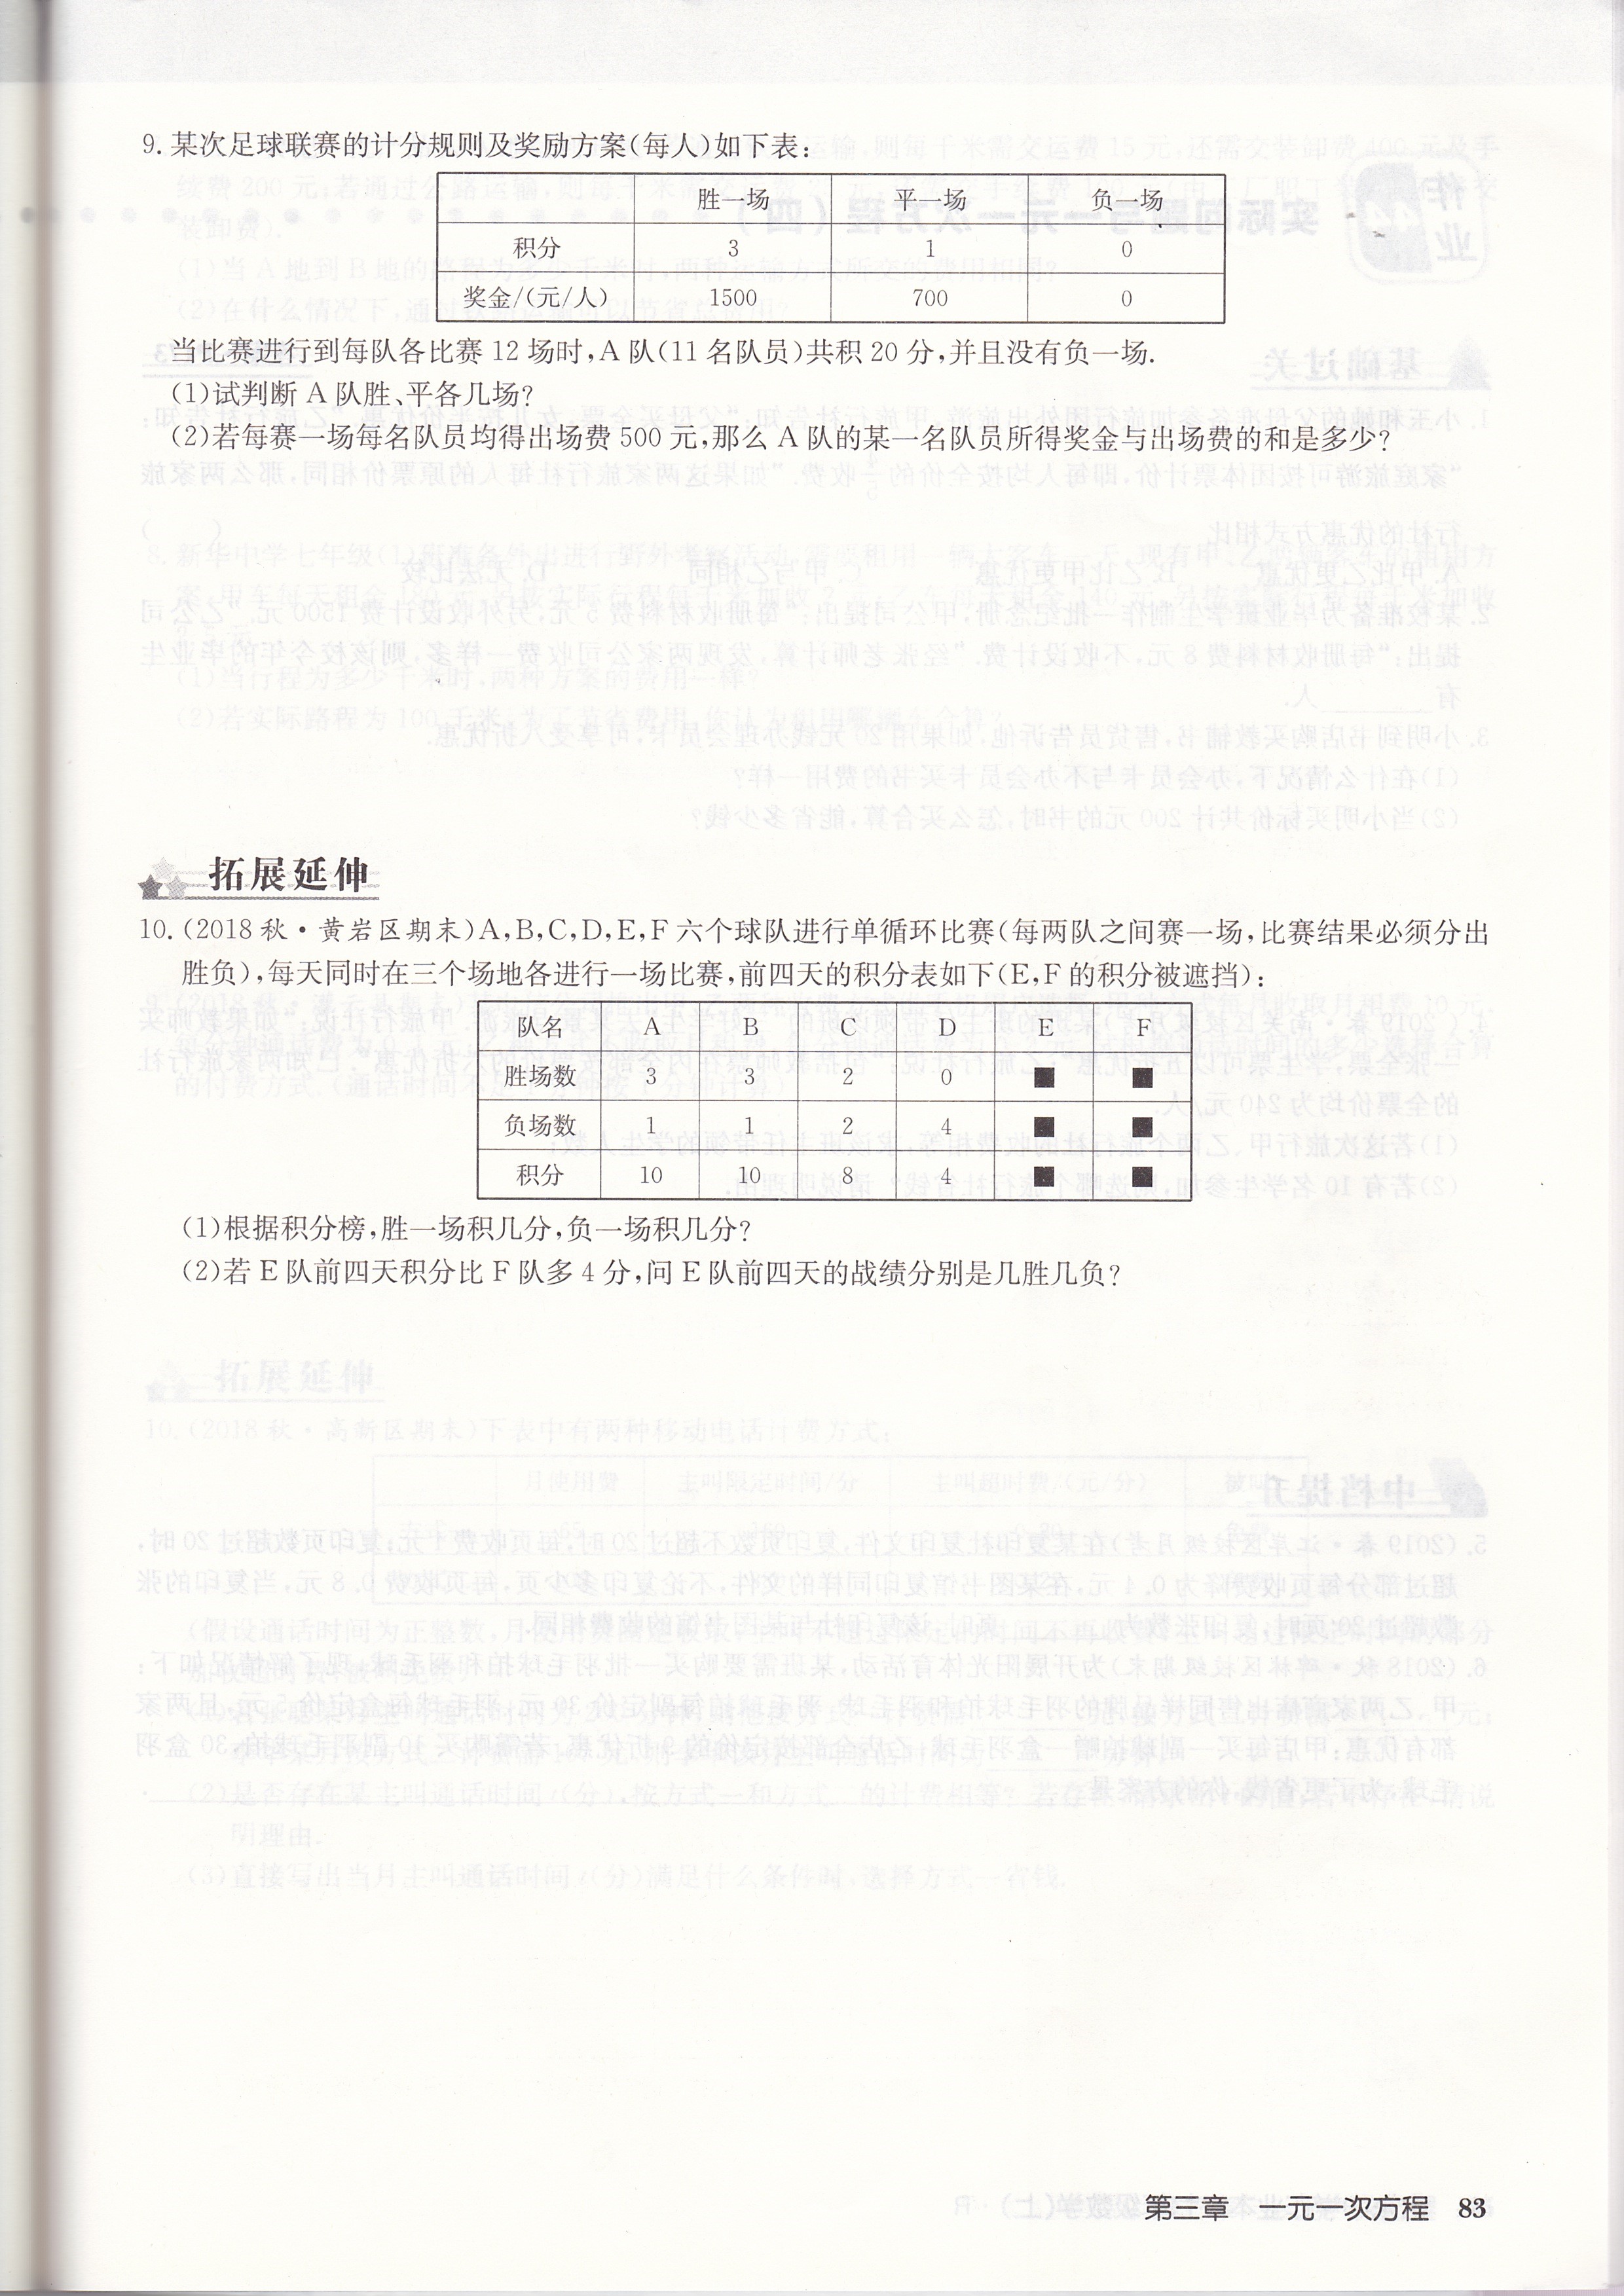 9. 某次足球联赛的计分规则及奖励方案(每人)如下表:
胜一场 平一场 负一场
积分 3 1 0
奖金/(元/人) 1500 700 0
当比赛进行到每队各比赛 12 场时,A 队(11 名队员)共积 20 分,并且没有负一场.
(1)试判断 A 队胜、平各几场?
(2)若每赛一场每名队员均得出场费 500 元,那么 A 队的某一名队员所得奖金与出场费的和是多少?
拓展延伸
10. (2018 秋·黄岩区期末)A,B,C,D,E,F 六个球队进行单循环比赛(每两队之间赛一场,比赛结果必须分出
胜负),每天同时在三个场地各进行一场比赛,前四天的积分表如下(E,F 的积分被遮挡):
队名 A B C D E F
胜场数 3 3 2 0 ■ ■
负场数 1 1 2 4 ■ ■
积分 10 10 8 4 ■ ■
(1)根据积分榜,胜一场积几分,负一场积几分?
(2)若 E 队前四天积分比 F 队多 4 分,问 E 队前四天的战绩分别是几胜几负?
第三章 一元一次方程 83